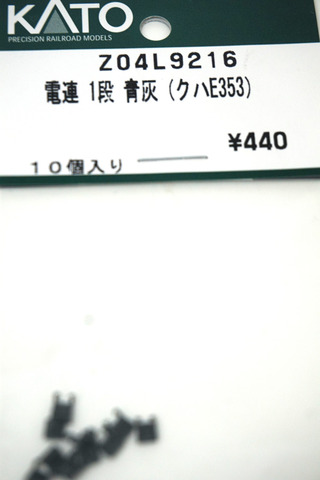 KATO
PRECISION RAILROAD MODELS
Z04L9216
電連 1段 青灰 (クハE353)
¥440
10個入り